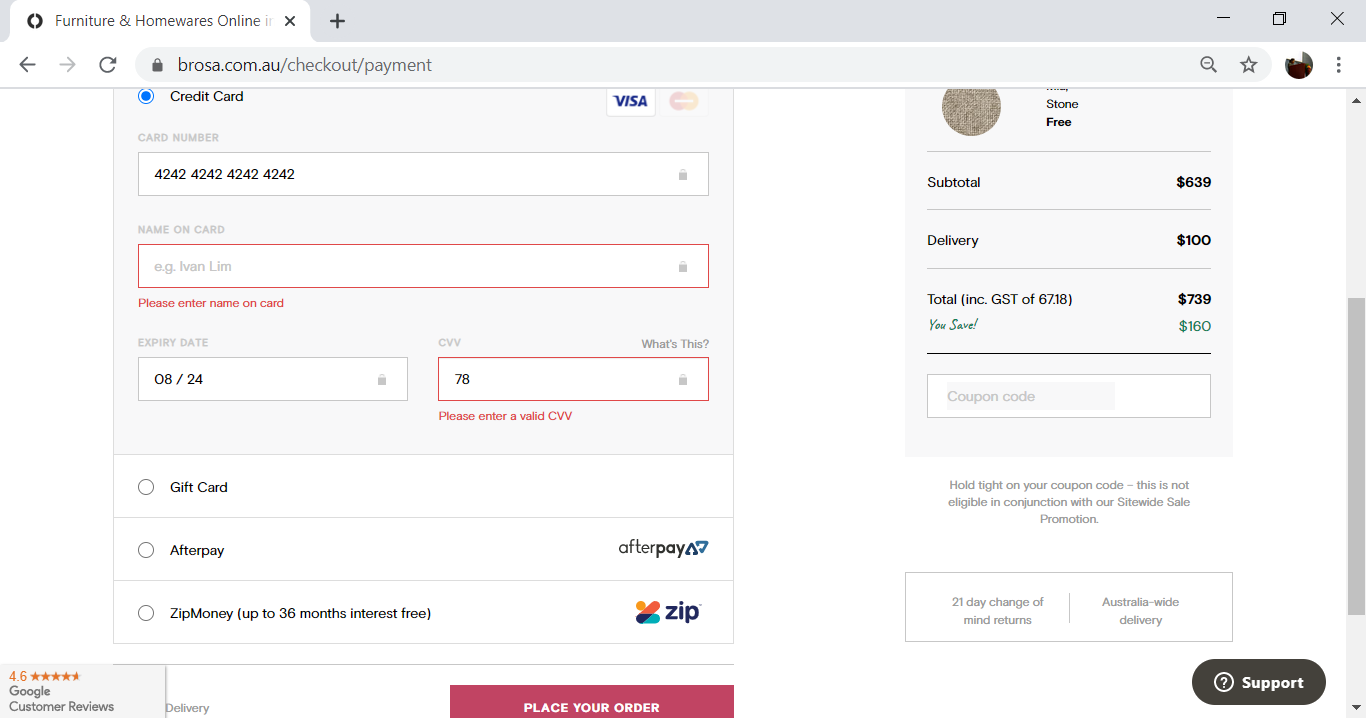 Furniture & Homewares Online in
brosa.com.au/checkout/payment
Credit Card
VISA
CARD NUMBER
4242 4242 4242 4242
NAME ON CARD
e.g. Ivan Lim
Please enter name on card
EXPIRY DATE
08 / 24
CVV
What's This?
78
Please enter a valid CVV
Gift Card
Afterpay
afterpay
ZipMoney (up to 36 months interest free)
zip
4.6
Google
Customer Reviews
Delivery
PLACE YOUR ORDER
Stone
Free
Subtotal
$639
Delivery
$100
Total (inc. GST of 67.18)
$739
You Save!
$160
Coupon code
Hold tight on your coupon code – this is not
eligible in conjunction with our Sitewide Sale
Promotion.
21 day change of
mind returns
Australia-wide
delivery
Support